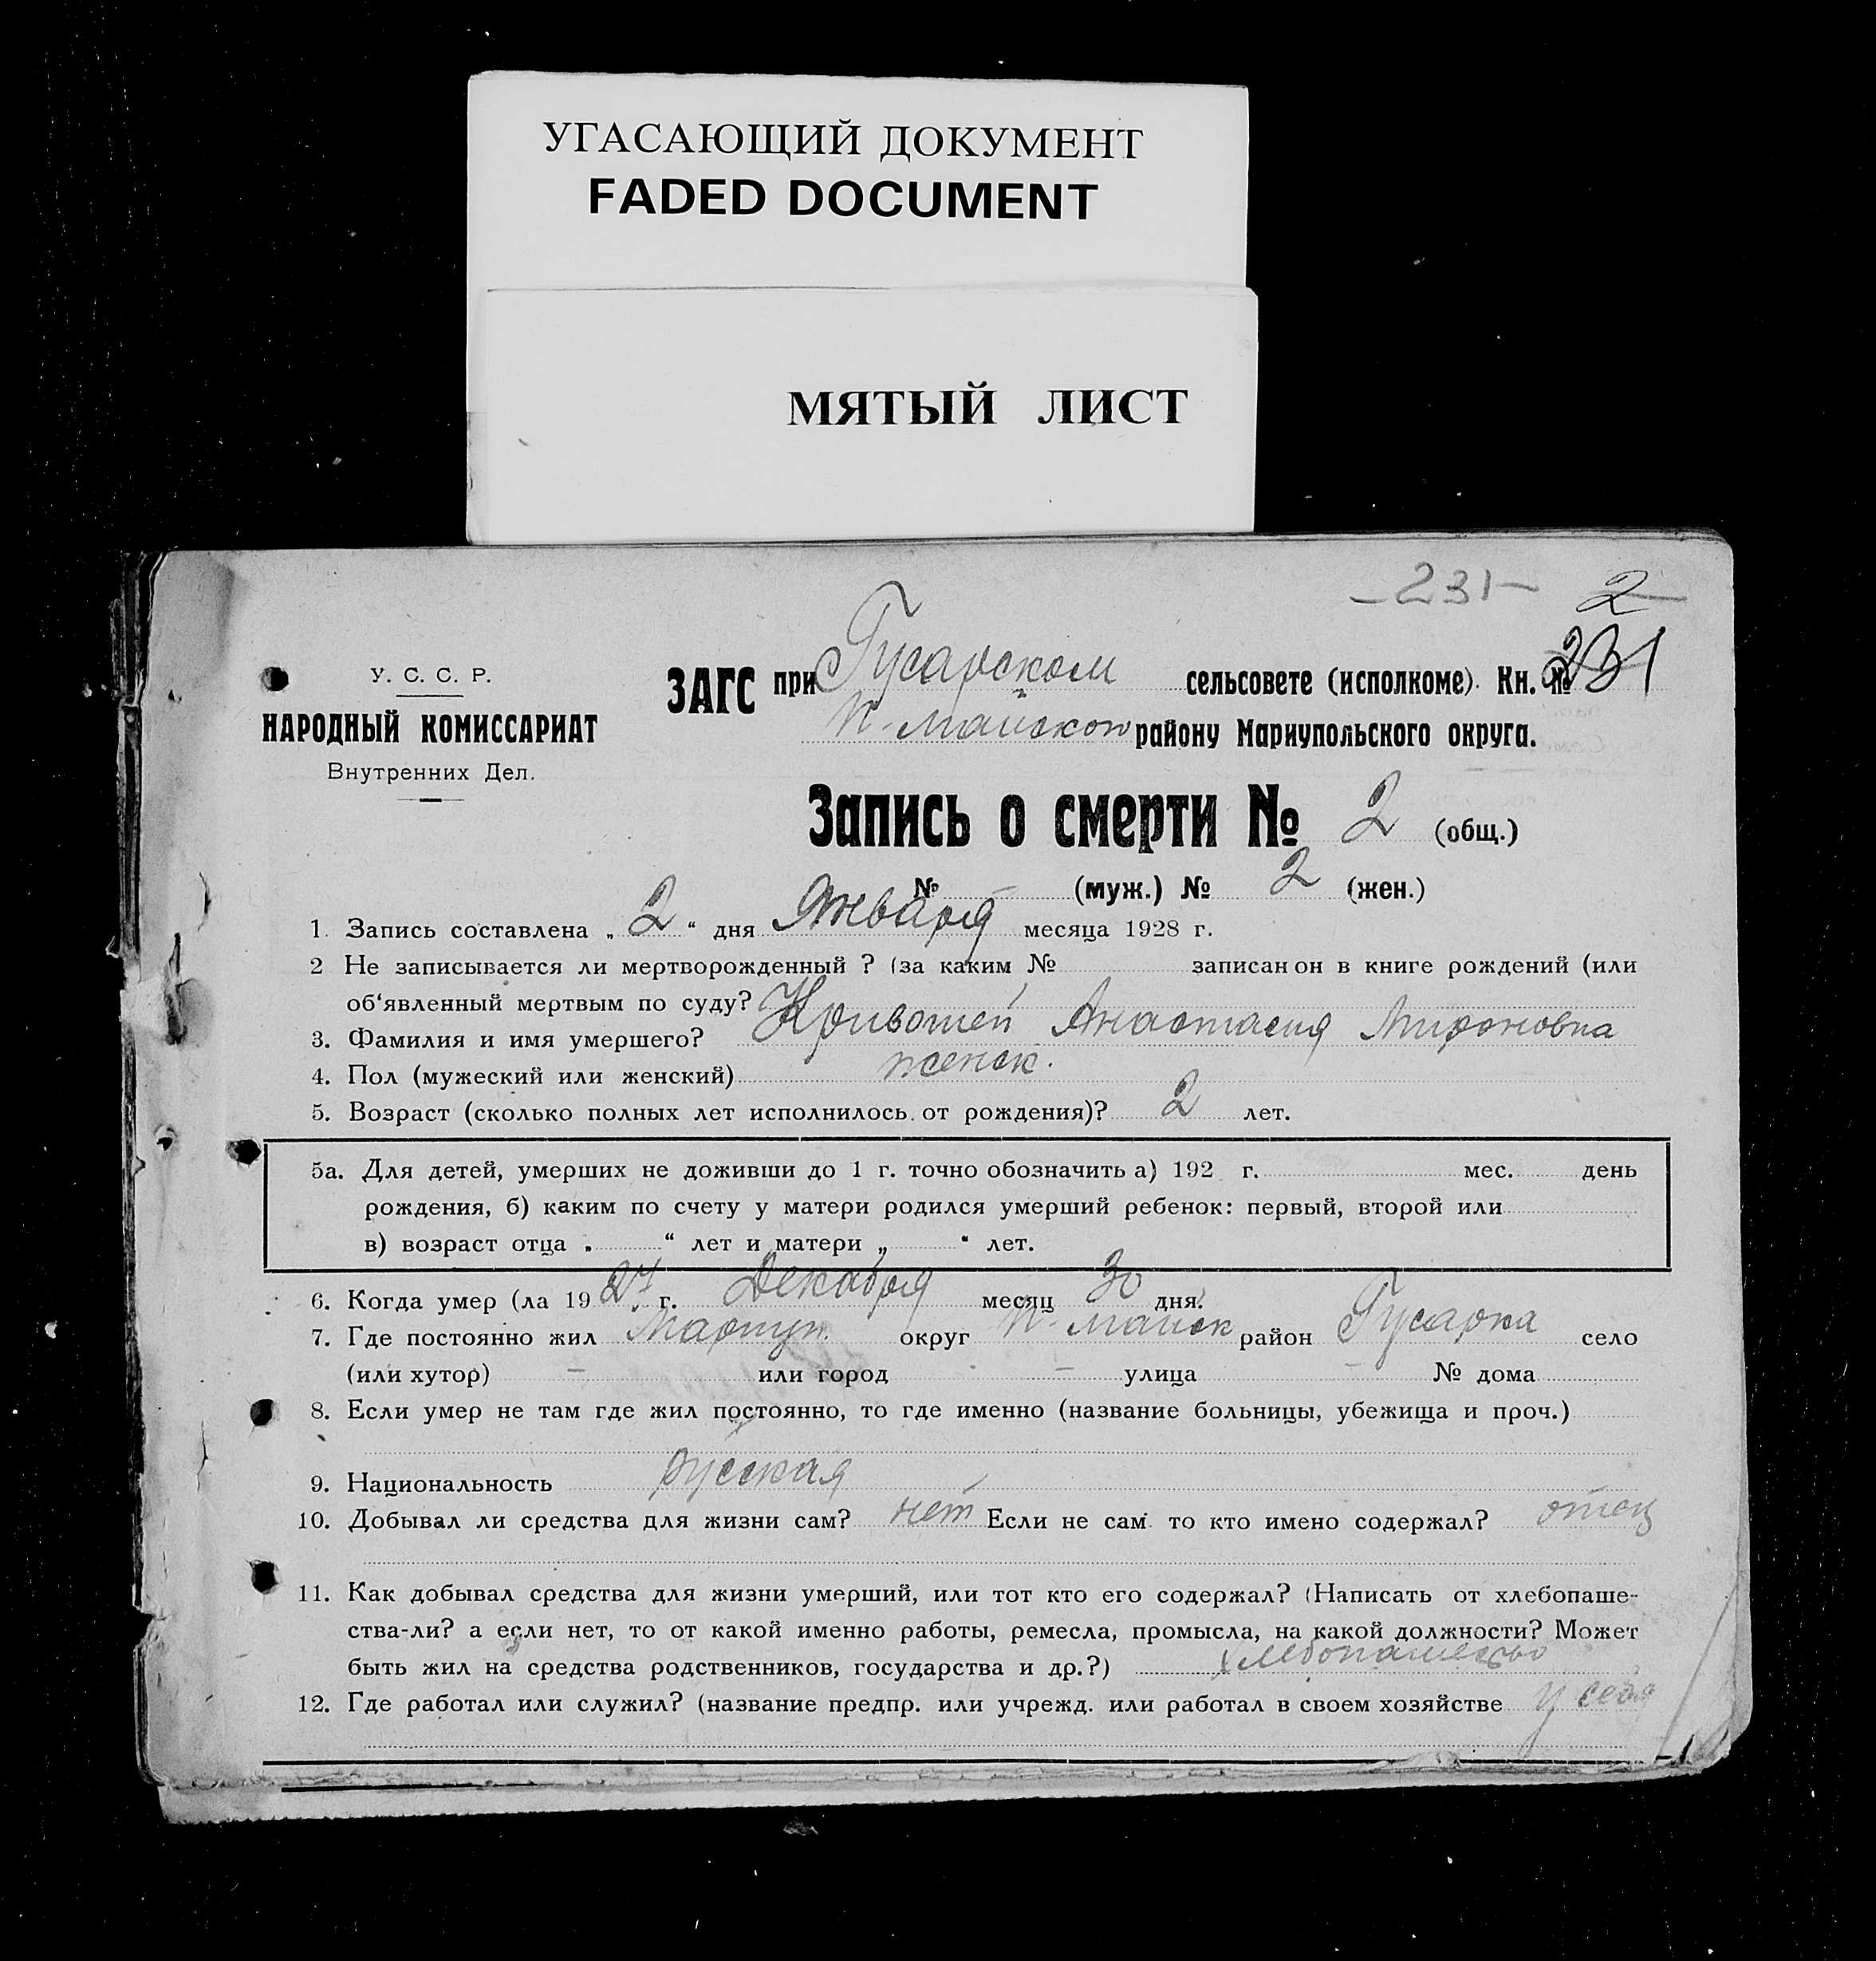 УГАСАЮЩИЙ ДОКУМЕНТ
FADED DOCUMENT
МЯТЫЙ ЛИСТ
-231- 2
У. С. С. Р.
НАРОДНЫЙ КОМИССАРИАТ
Внутренних Дел.
ЗАГС при Гусарском сельсовете (исполкоме). Кн. № 231
П-майском району Мариупольского округа.
Запись о смерти № 2 (общ.)
№ — (муж.) № 2 (жен.)
1. Запись составлена „ 2 “ дня Января месяца 1928 г.
2 Не записывается ли мертворожденный ? (за каким № записан он в книге рождений (или
об‘явленный мертвым по суду?
3. Фамилия и имя умершего? Кривошей Анастасия Мироновна
4. Пол (мужеский или женский) женск.
5. Возраст (сколько полных лет исполнилось от рождения)? 2 лет.
5а. Для детей, умерших не доживши до 1 г. точно обозначить а) 192 г. мес. день
рождения, б) каким по счету у матери родился умерший ребенок: первый, второй или
в) возраст отца „ “ лет и матери „ “ лет.
6. Когда умер (ла 1927 г. Декабря месяц 30 дня.
7. Где постоянно жил Мариуп. округ П-майск район Гусарка село
(или хутор) — или город — улица — № дома
8. Если умер не там где жил постоянно, то где именно (название больницы, убежища и проч.)
9. Национальность русская
10. Добывал ли средства для жизни сам? нет Если не сам то кто имено содержал? отец
11. Как добывал средства для жизни умерший, или тот кто его содержал? (Написать от хлебопаше-
ства-ли? а если нет, то от какой именно работы, ремесла, промысла, на какой должности? Может
быть жил на средства родственников, государства и др.?) хлебопашество
12. Где работал или служил? (название предпр. или учрежд. или работал в своем хозяйстве у себя